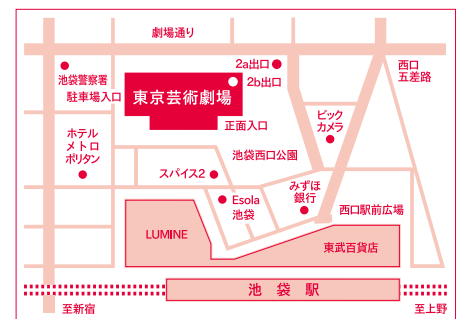 劇場通り
2a出口
2b出口
西口
五差路
池袋警察署
駐車場入口
東京芸術劇場
正面入口
ビック
カメラ
ホテル
メトロ
ポリタン
池袋西口公園
スパイス2
みずほ
銀行
Esola
池袋
西口駅前広場
LUMINE
東武百貨店
池袋駅
至新宿
至上野